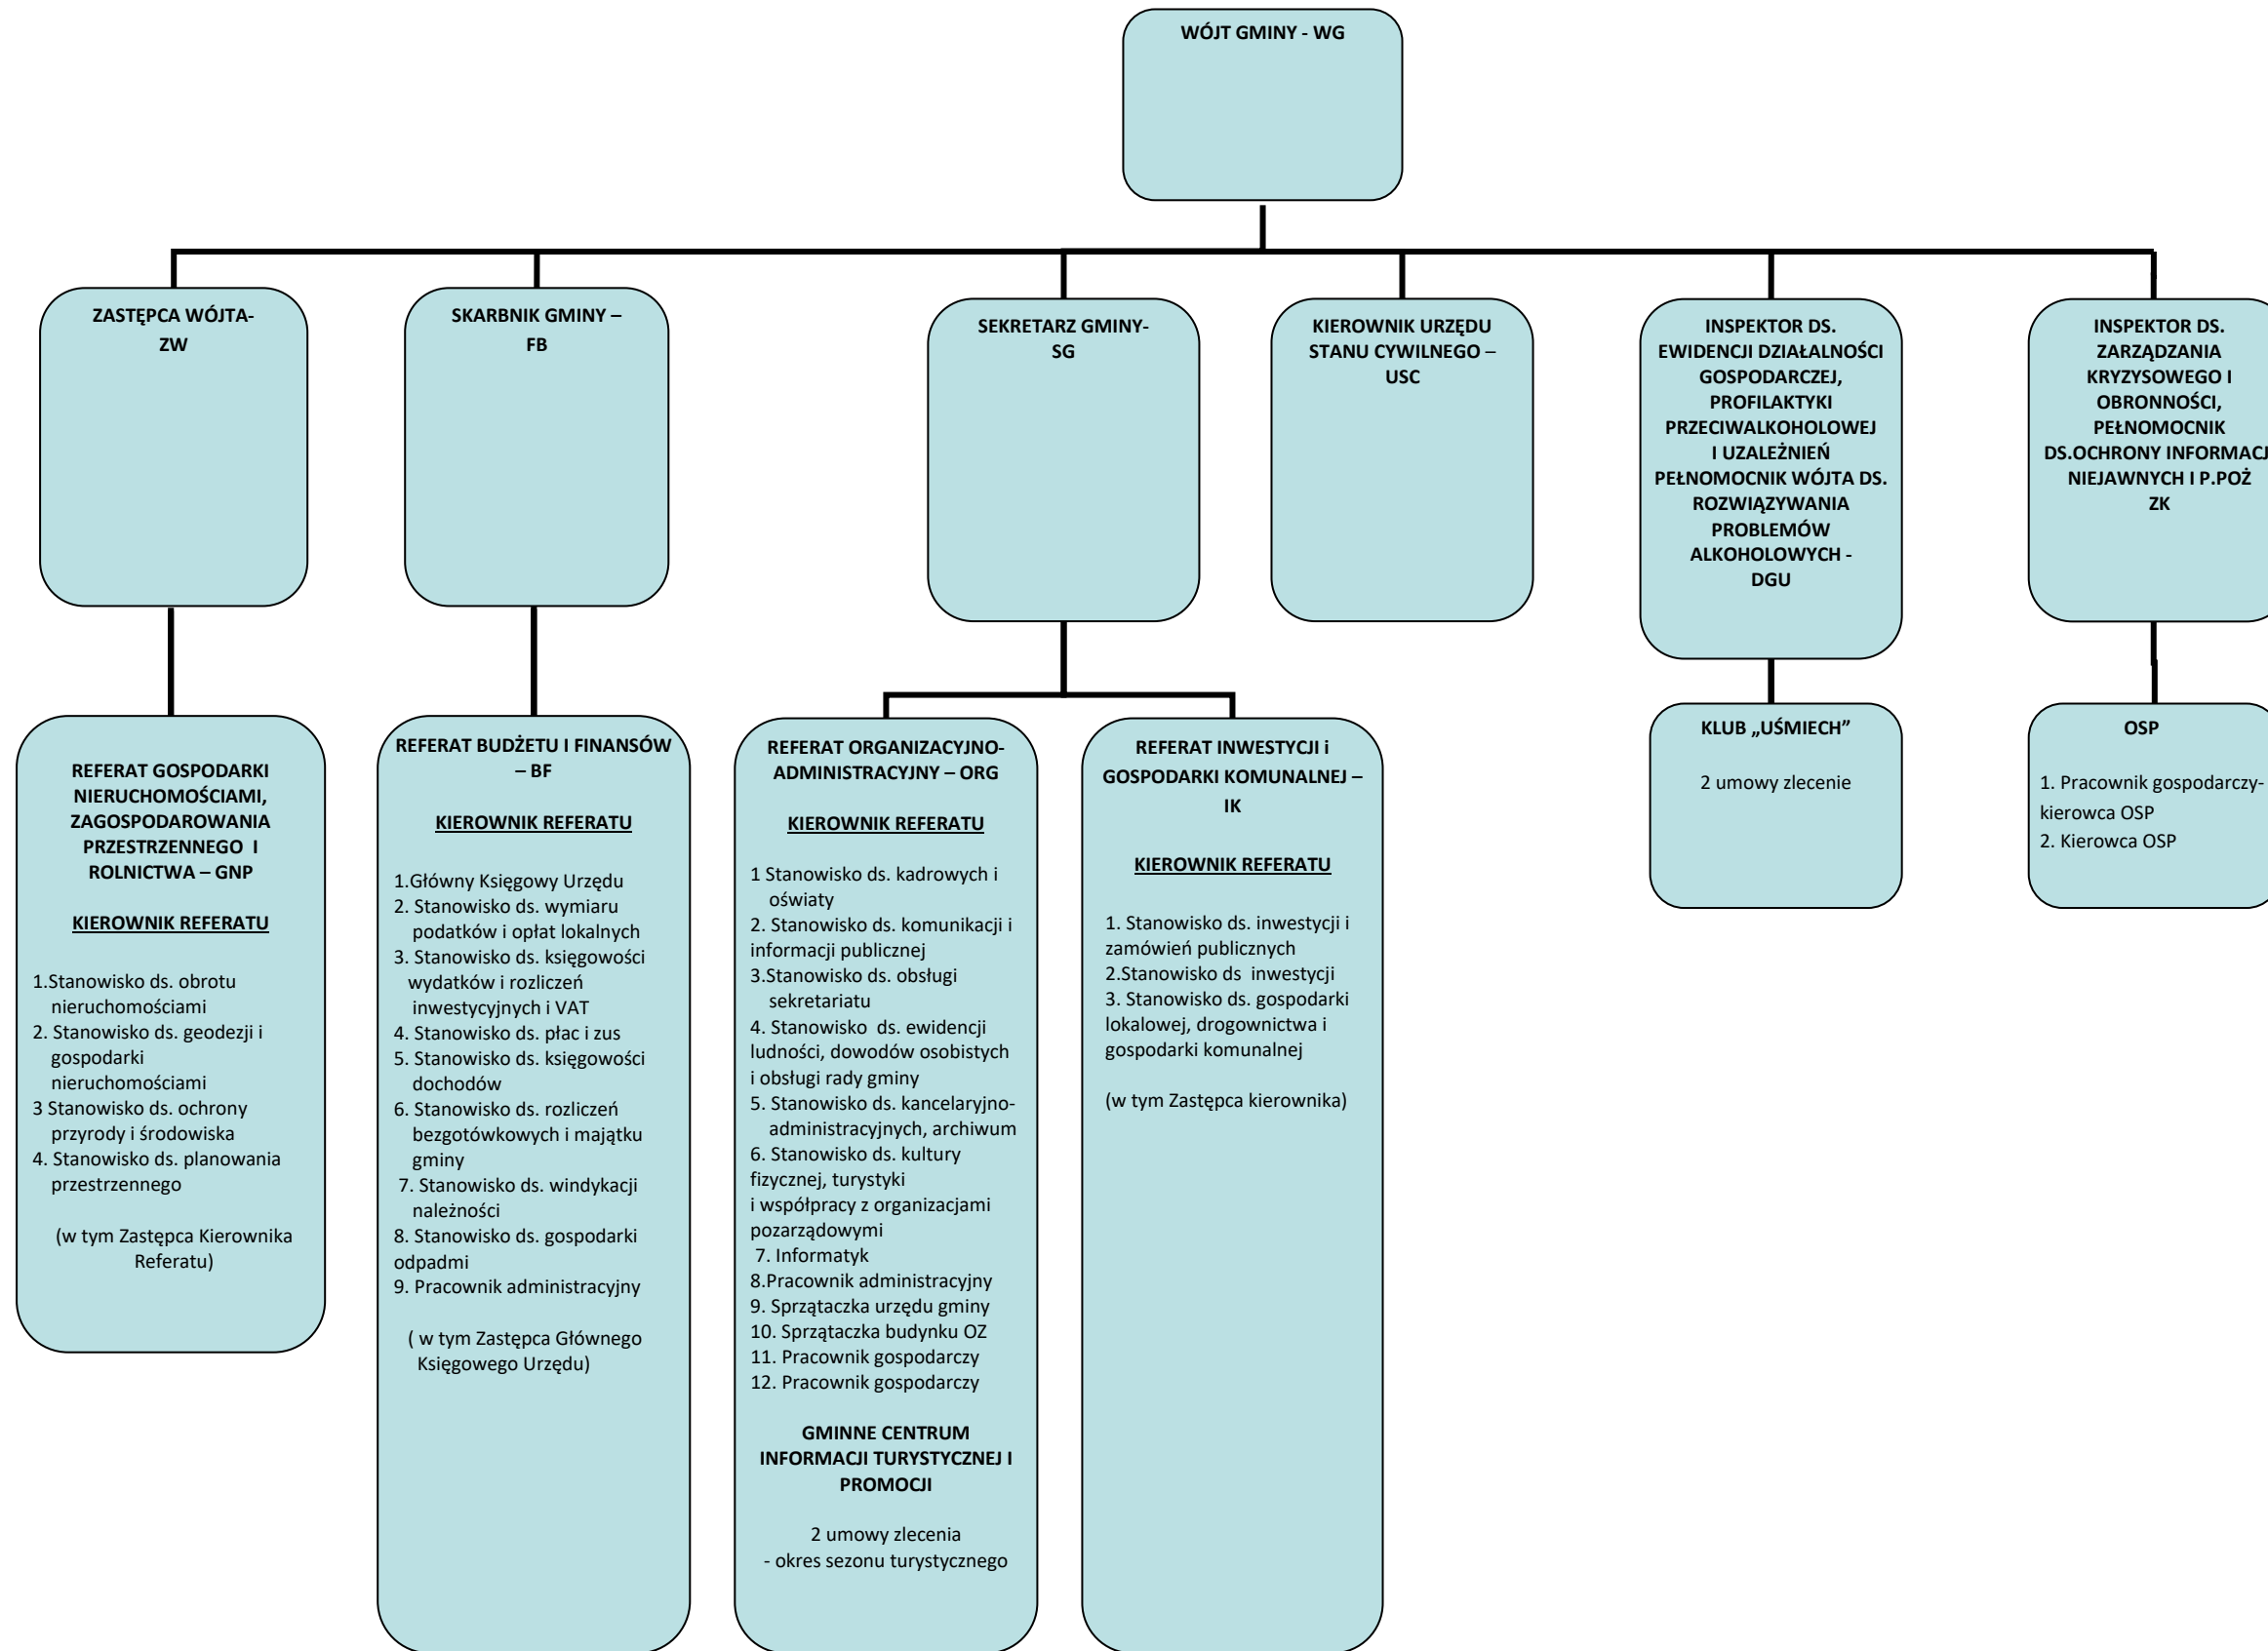 WÓJT GMINY - WG
ZASTĘPCA WÓJTA-
ZW
SKARBNIK GMINY –
FB
SEKRETARZ GMINY-
SG
KIEROWNIK URZĘDU
STANU CYWILNEGO –
USC
INSPEKTOR DS.
EWIDENCJI DZIAŁALNOŚCI
GOSPODARCZEJ,
PROFILAKTYKI
PRZECIWALKOHOLOWEJ
I UZALEŻNIEŃ
PEŁNOMOCNIK WÓJTA DS.
ROZWIĄZYWANIA
PROBLEMÓW
ALKOHOLOWYCH -
DGU
INSPEKTOR DS.
ZARZĄDZANIA
KRYZYSOWEGO I
OBRONNOŚCI,
PEŁNOMOCNIK
DS.OCHRONY INFORMACJ
NIEJAWNYCH I P.POŻ
ZK
REFERAT GOSPODARKI
NIERUCHOMOŚCIAMI,
ZAGOSPODAROWANIA
PRZESTRZENNEGO I
ROLNICTWA – GNP
KIEROWNIK REFERATU
1.Stanowisko ds. obrotu
nieruchomościami
2. Stanowisko ds. geodezji i
gospodarki
nieruchomościami
3 Stanowisko ds. ochrony
przyrody i środowiska
4. Stanowisko ds. planowania
przestrzennego
(w tym Zastępca Kierownika
Referatu)
REFERAT BUDŻETU I FINANSÓW
– BF
KIEROWNIK REFERATU
1.Główny Księgowy Urzędu
2. Stanowisko ds. wymiaru
podatków i opłat lokalnych
3. Stanowisko ds. księgowości
wydatków i rozliczeń
inwestycyjnych i VAT
4. Stanowisko ds. płac i zus
5. Stanowisko ds. księgowości
dochodów
6. Stanowisko ds. rozliczeń
bezgotówkowych i majątku
gminy
7. Stanowisko ds. windykacji
należności
8. Stanowisko ds. gospodarki
odpadmi
9. Pracownik administracyjny
( w tym Zastępca Głównego
Księgowego Urzędu)
REFERAT ORGANIZACYJNO-
ADMINISTRACYJNY – ORG
KIEROWNIK REFERATU
1 Stanowisko ds. kadrowych i
oświaty
2. Stanowisko ds. komunikacji i
informacji publicznej
3.Stanowisko ds. obsługi
sekretariatu
4. Stanowisko ds. ewidencji
ludności, dowodów osobistych
i obsługi rady gminy
5. Stanowisko ds. kancelaryjno-
administracyjnych, archiwum
6. Stanowisko ds. kultury
fizycznej, turystyki
i współpracy z organizacjami
pozarządowymi
7. Informatyk
8.Pracownik administracyjny
9. Sprzątaczka urzędu gminy
10. Sprzątaczka budynku OZ
11. Pracownik gospodarczy
12. Pracownik gospodarczy
GMINNE CENTRUM
INFORMACJI TURYSTYCZNEJ I
PROMOCJI
2 umowy zlecenia
- okres sezonu turystycznego
REFERAT INWESTYCJI i
GOSPODARKI KOMUNALNEJ –
IK
KIEROWNIK REFERATU
1. Stanowisko ds. inwestycji i
zamówień publicznych
2.Stanowisko ds inwestycji
3. Stanowisko ds. gospodarki
lokalowej, drogownictwa i
gospodarki komunalnej
(w tym Zastępca kierownika)
KLUB „UŚMIECH”
2 umowy zlecenie
OSP
1. Pracownik gospodarczy-
kierowca OSP
2. Kierowca OSP